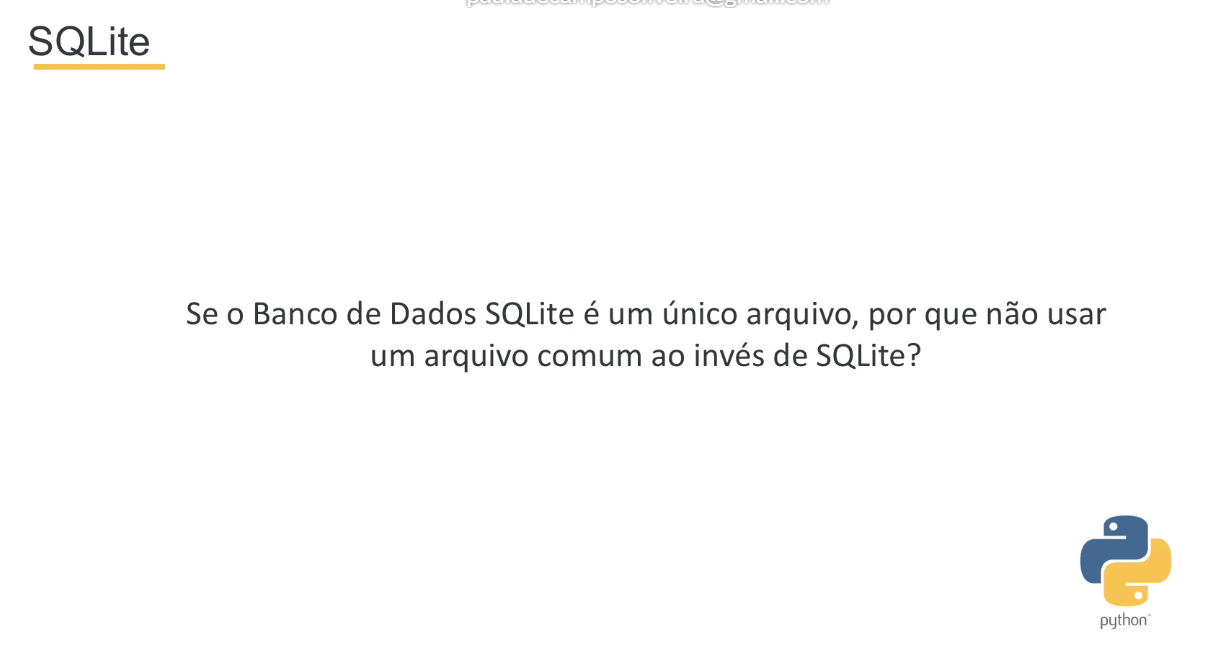 SQLite
Se o Banco de Dados SQLite é um único arquivo, por que não usar
um arquivo comum ao invés de SQLite?
python